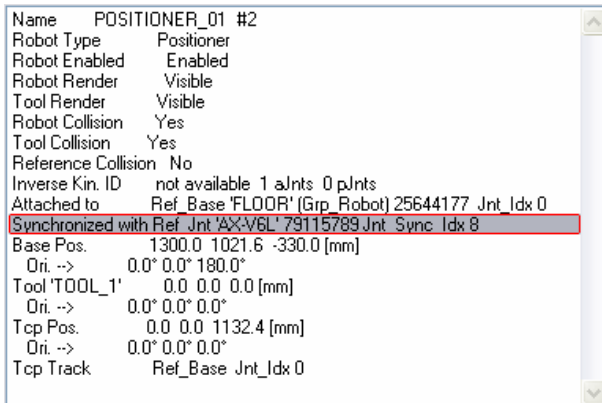 Name POSITIONER_01 #2
Robot Type Positioner
Robot Enabled Enabled
Robot Render Visible
Tool Render Visible
Robot Collision Yes
Tool Collision Yes
Reference Collision No
Inverse Kin. ID not available 1 aJnts 0 pJnts
Attached to Ref_Base 'FLOOR' (Grp_Robot) 25644177 Jnt_Idx 0
Synchronized with Ref_Jnt 'AX-V6L' 79115789 Jnt_Sync_Idx 8
Base Pos. 1300.0 1021.6 -330.0 [mm]
Ori. --> 0.0° 0.0° 180.0°
Tool 'TOOL_1' 0.0 0.0 0.0 [mm]
Ori. --> 0.0° 0.0° 0.0°
Tcp Pos. 0.0 0.0 1132.4 [mm]
Ori. --> 0.0° 0.0° 0.0°
Tcp Track Ref_Base Jnt_Idx 0